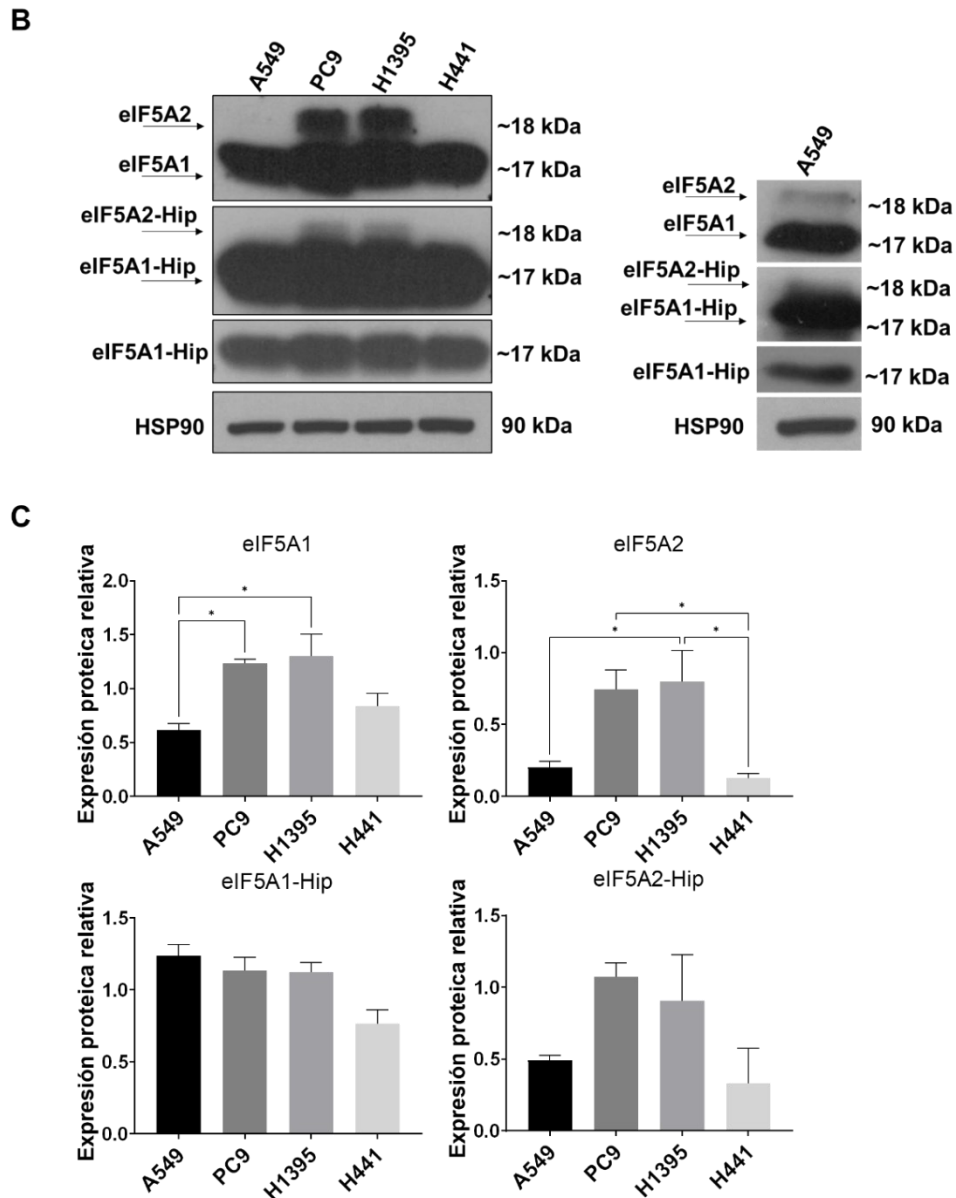 B
A549 PC9 H1395 H441
eIF5A2
~18 kDa
eIF5A1
~17 kDa
eIF5A2-Hip
~18 kDa
eIF5A1-Hip
~17 kDa
eIF5A1-Hip
~17 kDa
HSP90
90 kDa
A549
eIF5A2
~18 kDa
eIF5A1
~17 kDa
eIF5A2-Hip
~18 kDa
eIF5A1-Hip
~17 kDa
eIF5A1-Hip
~17 kDa
HSP90
90 kDa
C
eIF5A1
Expresión proteica relativa
2.0
1.5
1.0
0.5
0.0
* *
A549 PC9 H1395 H441
eIF5A2
Expresión proteica relativa
1.5
1.0
0.5
0.0
* * *
A549 PC9 H1395 H441
eIF5A1-Hip
Expresión proteica relativa
1.5
1.0
0.5
0.0
A549 PC9 H1395 H441
eIF5A2-Hip
Expresión proteica relativa
1.5
1.0
0.5
0.0
A549 PC9 H1395 H441